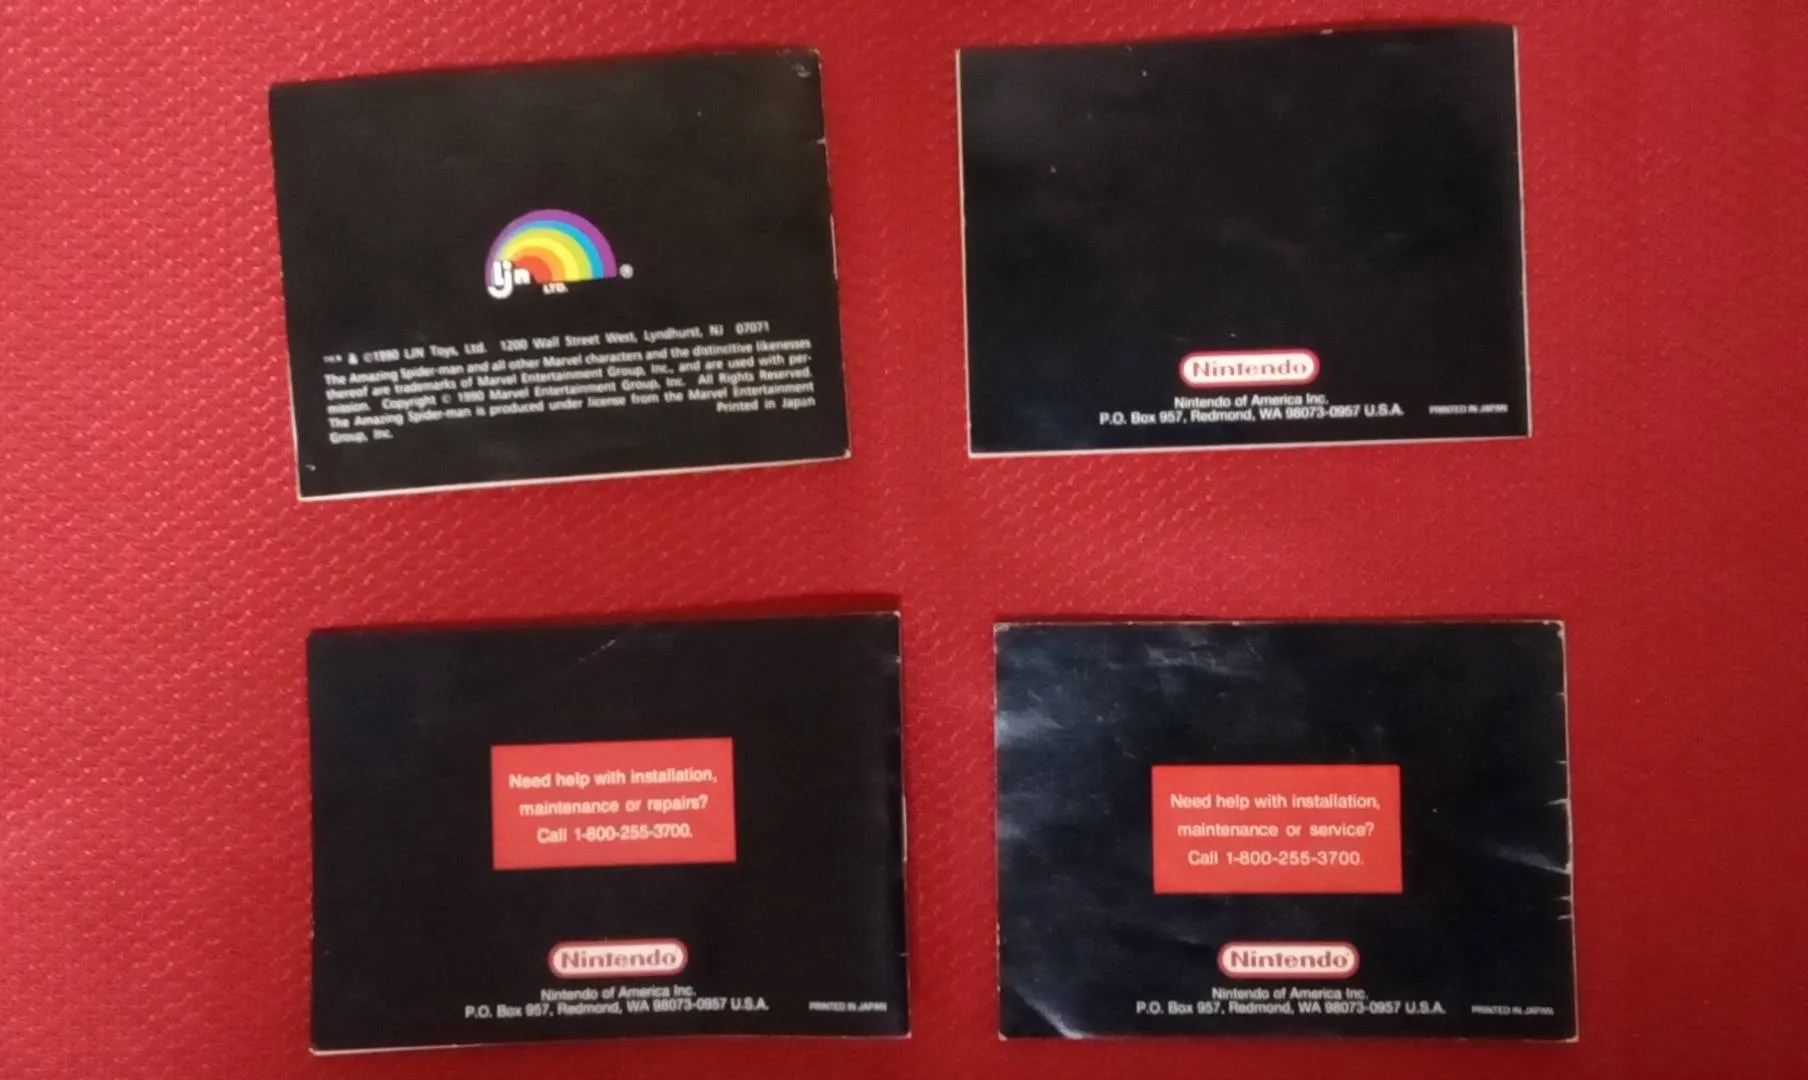 ljn
LTD.
®
™* & ©1990 LJN Toys, Ltd. 1200 Wall Street West, Lyndhurst, NJ 07071
The Amazing Spider-man and all other Marvel characters and the distinctive likenesses
thereof are trademarks of Marvel Entertainment Group, Inc., and are used with per-
mission. Copyright © 1990 Marvel Entertainment Group, Inc. All Rights Reserved.
The Amazing Spider-man is produced under license from the Marvel Entertainment
Group, Inc.
Printed in Japan
Nintendo
Nintendo of America Inc.
P.O. Box 957, Redmond, WA 98073-0957 U.S.A.
PRINTED IN JAPAN
Need help with installation,
maintenance or repairs?
Call 1-800-255-3700.
Nintendo
Nintendo of America Inc.
P.O. Box 957, Redmond, WA 98073-0957 U.S.A.
PRINTED IN JAPAN
Need help with installation,
maintenance or service?
Call 1-800-255-3700.
Nintendo
Nintendo of America Inc.
P.O. Box 957, Redmond, WA 98073-0957 U.S.A.
PRINTED IN JAPAN